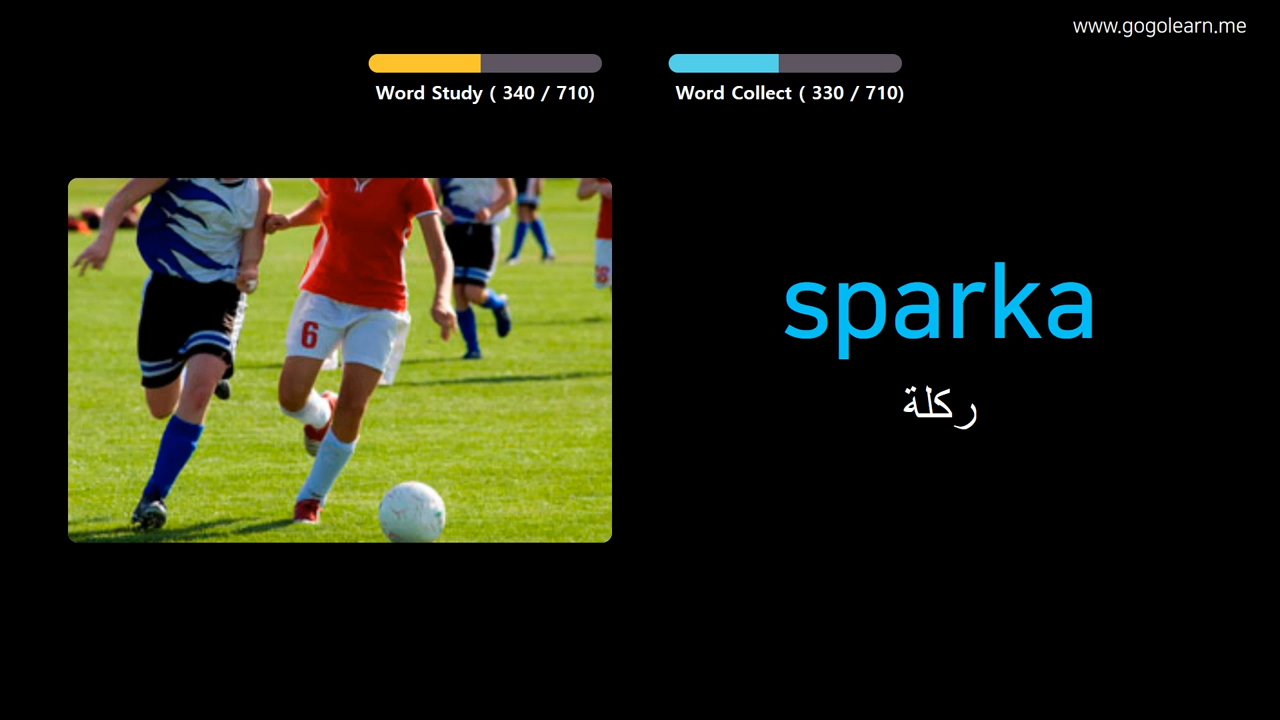 www.gogolearn.me
Word Study ( 340 / 710)
Word Collect ( 330 / 710)
6
sparka
ركلة